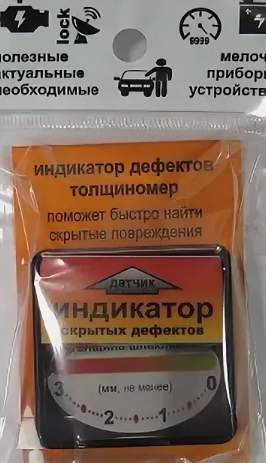 lock
9999
полезные
актуальные
необходимые
мелоч
прибор
устройств
индикатор дефектов
толщиномер
поможет быстро найти
скрытые повреждения
датчик
индикатор
скрытых дефектов
3 2 1 0
(мм, не менее)